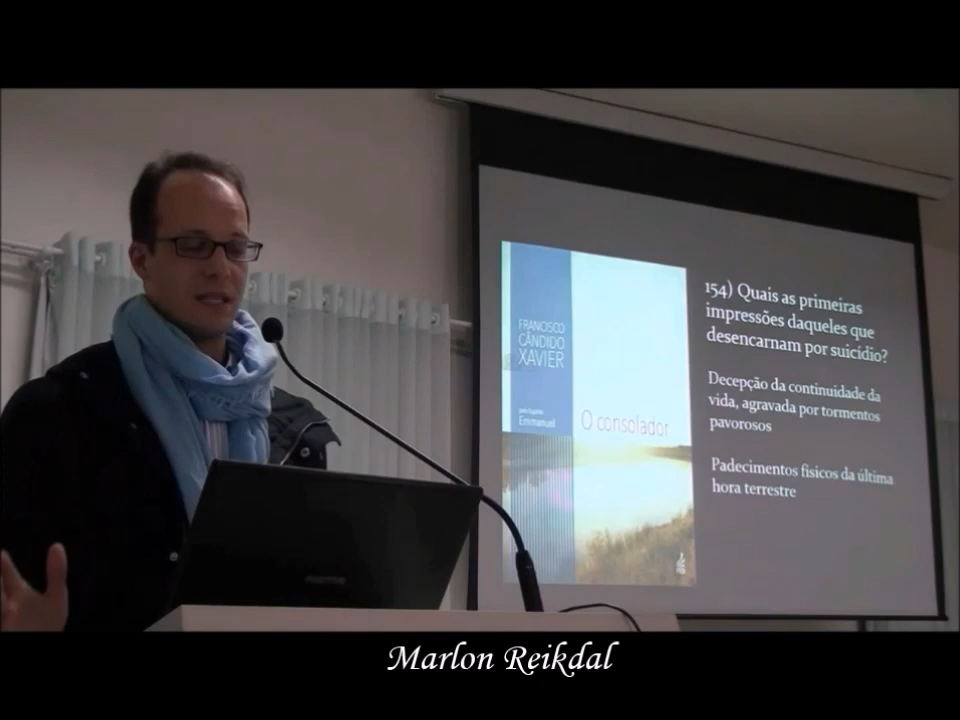 154) Quais as primeiras
impressões daqueles que
desencarnam por suicídio?
Decepção da continuidade da
vida, agravada por tormentos
pavorosos
Padecimentos físicos da última
hora terrestre
FRANCISCO
CÂNDIDO
XAVIER
Emmanuel
O consolador
Marlon Reikdal